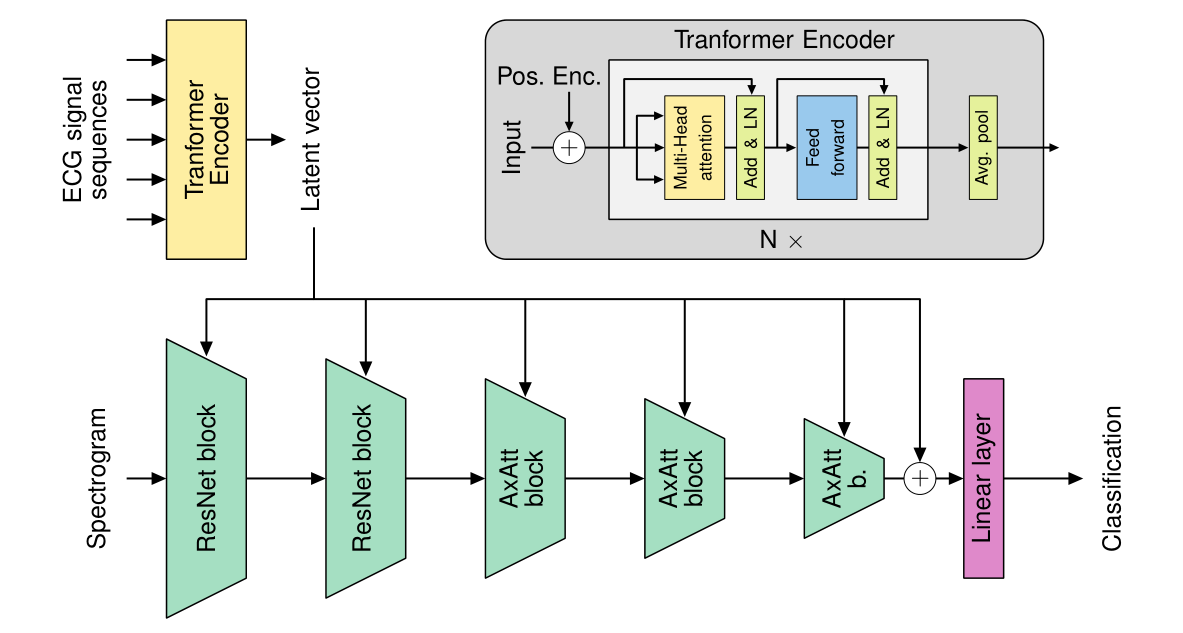 ECG signal
sequences
Tranformer
Encoder
Latent vector
Tranformer Encoder
Pos. Enc.
Input
+
Multi-Head
attention
Add & LN
Feed
forward
Add & LN
Avg. pool
N ×
Spectrogram
ResNet block
ResNet block
AxAtt
block
AxAtt
block
AxAtt
b.
+
Linear layer
Classification